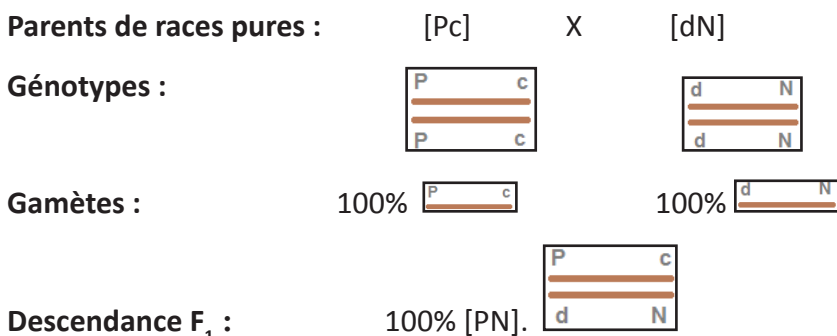 Parents de races pures : [Pc] X [dN]
Génotypes :
P c d N
P c d N
Gamètes : 100% P c 100% d N
P c
Descendance F1 : 100% [PN]. d N